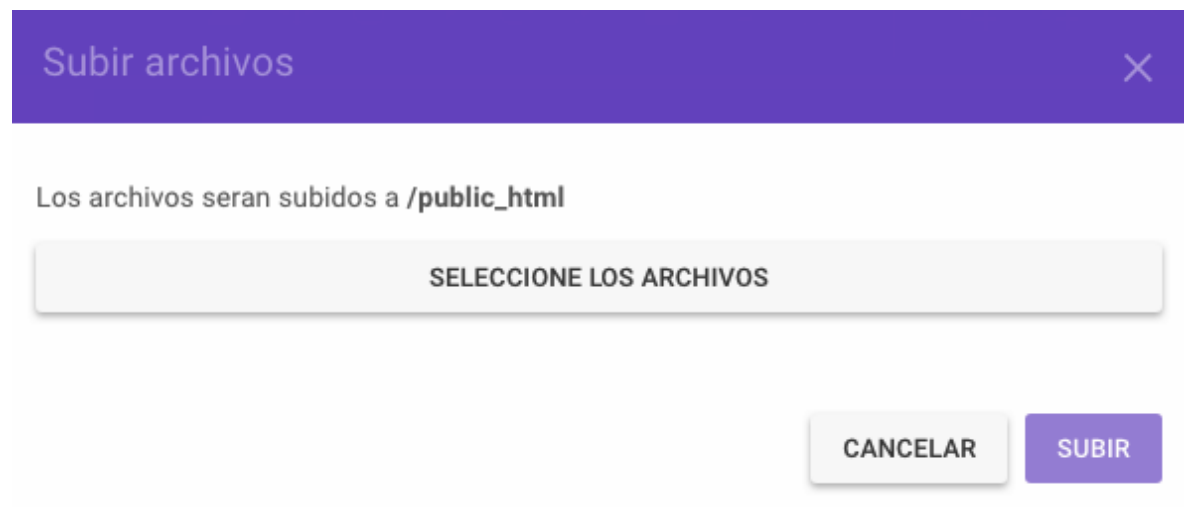 Subir archivos
Los archivos seran subidos a /public_html
SELECCIONE LOS ARCHIVOS
CANCELAR
SUBIR